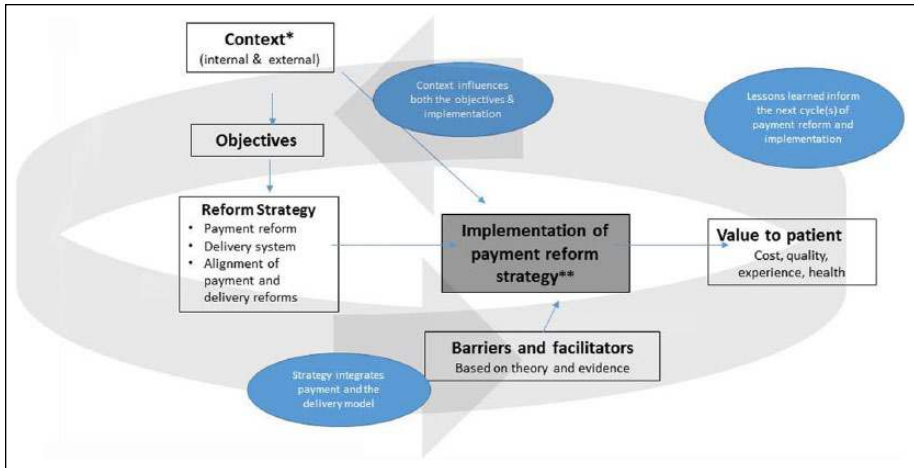 Context*
(internal & external)
Context influences
both the objectives &
implementation
Lessons learned inform
the next cycle(s) of
payment reform and
implementation
Objectives
Reform Strategy
• Payment reform
• Delivery system
• Alignment of
payment and
delivery reforms
Implementation of
payment reform
strategy**
Value to patient
Cost, quality,
experience, health
Barriers and facilitators
Based on theory and evidence
Strategy integrates
payment and the
delivery model